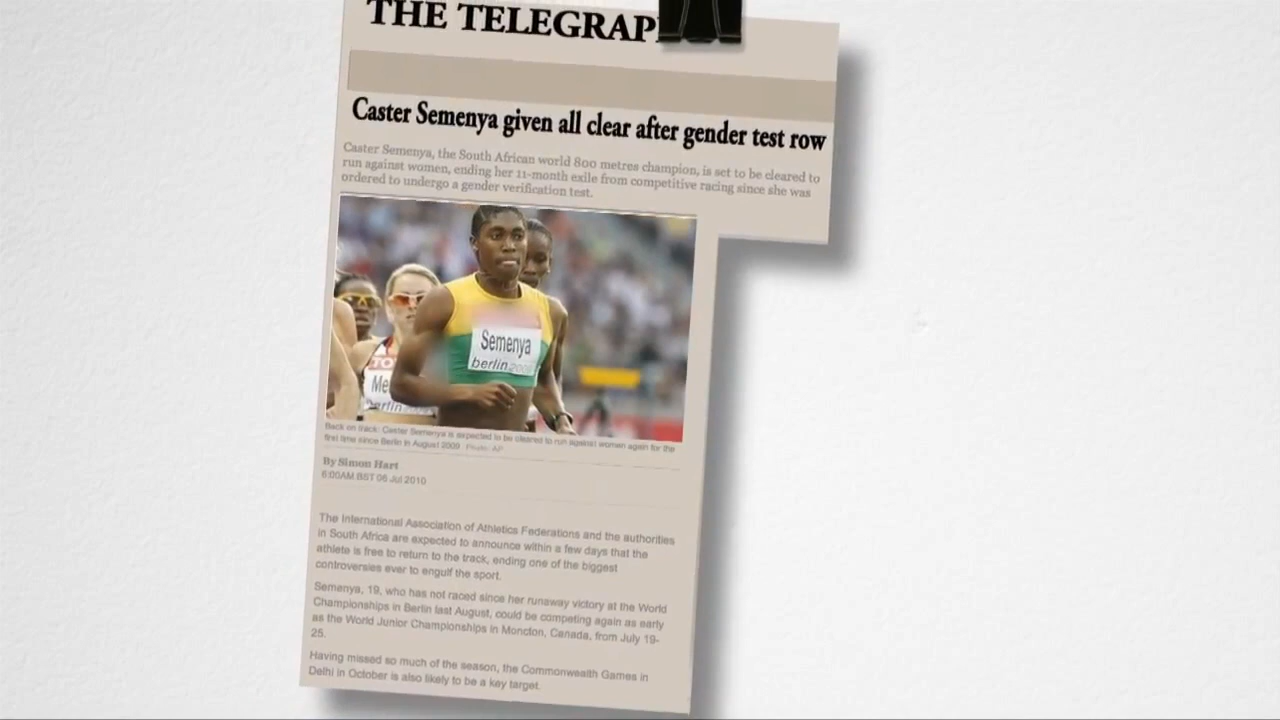 THE TELEGRAP
Caster Semenya given all clear after gender test row
Caster Semenya, the South African world 800 metres champion, is set to be cleared to
run against women, ending her 11-month exile from competitive racing since she was
ordered to undergo a gender verification test.
Semenya
berlin 2009
Me
berlin
Back on track: Caster Semenya is expected to be cleared to run against women again for the
first time since Berlin in August 2009 Photo: AP
By Simon Hart
6:00AM BST 06 Jul 2010
The International Association of Athletics Federations and the authorities
in South Africa are expected to announce within a few days that the
athlete is free to return to the track, ending one of the biggest
controversies ever to engulf the sport.
Semenya, 19, who has not raced since her runaway victory at the World
Championships in Berlin last August, could be competing again as early
as the World Junior Championships in Moncton, Canada, from July 19-
25.
Having missed so much of the season, the Commonwealth Games in
Delhi in October is also likely to be a key target.